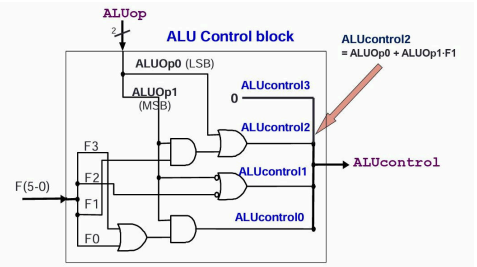 ALUop
2
ALU Control block
ALUcontrol2
= ALUOp0 + ALUOp1·F1
ALUOp0 (LSB)
ALUOp1
(MSB)
ALUcontrol3
0
ALUcontrol2
F3
ALUcontrol
F2
ALUcontrol1
F(5-0)
F1
ALUcontrol0
F0